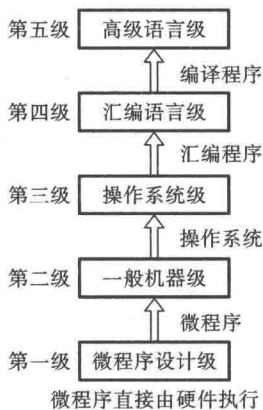 第五级 高级语言级
编译程序
第四级 汇编语言级
汇编程序
第三级 操作系统级
操作系统
第二级 一般机器级
微程序
第一级 微程序设计级
微程序直接由硬件执行